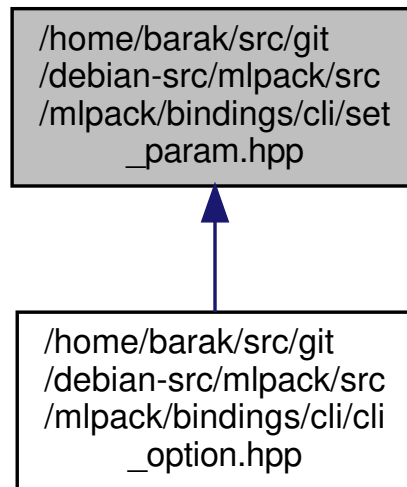 /home/barak/src/git
/debian-src/mlpack/src
/mlpack/bindings/cli/set
_param.hpp
/home/barak/src/git
/debian-src/mlpack/src
/mlpack/bindings/cli/cli
_option.hpp